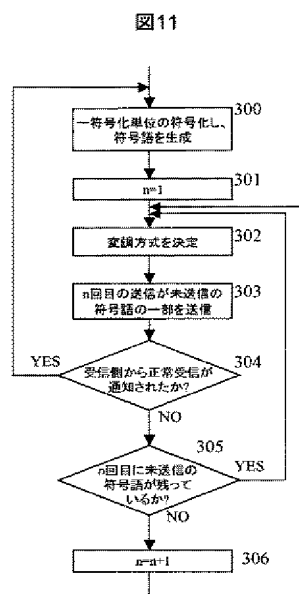 図11
一符号化単位の符号化し、
符号語を生成
300
n=1
301
変調方式を決定
302
n回目の送信が未送信の
符号語の一部を送信
303
YES
受信側から正常受信が
通知されたか?
304
NO
305
n回目に未送信の
符号語が残って
いるか?
YES
NO
n=n+1
306